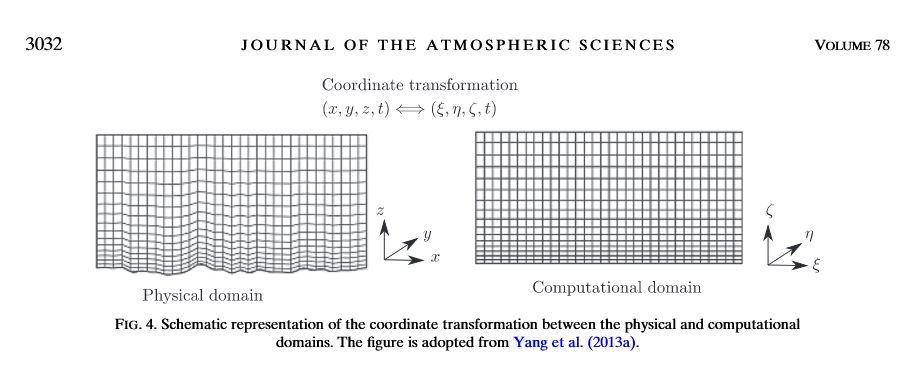 3032
JOURNAL OF THE ATMOSPHERIC SCIENCES
VOLUME 78
Coordinate transformation
(x, y, z, t) ⟺ (ξ, η, ζ, t)
z
y
x
Physical domain
ζ
η
ξ
Computational domain
FIG. 4. Schematic representation of the coordinate transformation between the physical and computational
domains. The figure is adopted from Yang et al. (2013a).